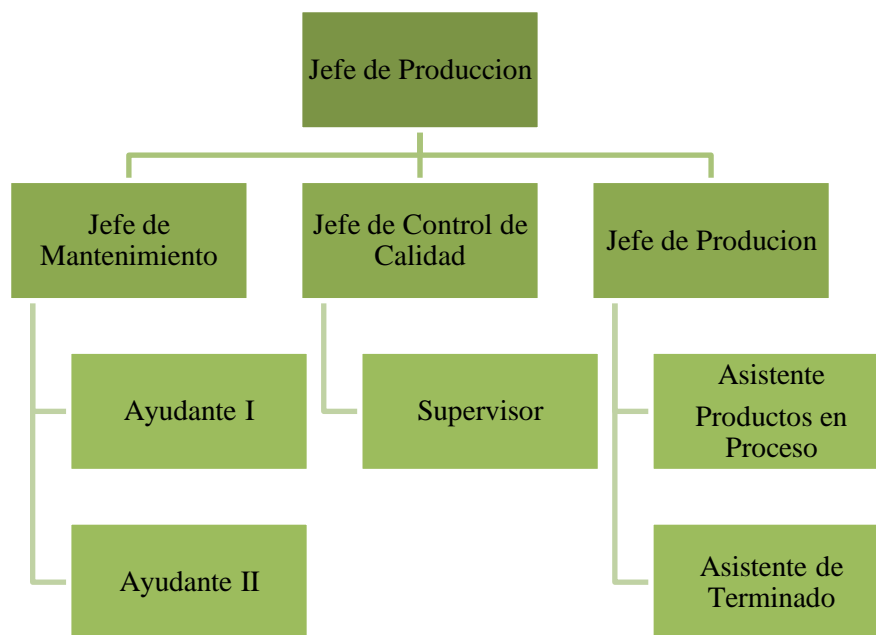 Jefe de Produccion
Jefe de
Mantenimiento
Jefe de Control de
Calidad
Jefe de Producion
Ayudante I
Supervisor
Asistente
Productos en
Proceso
Ayudante II
Asistente de
Terminado